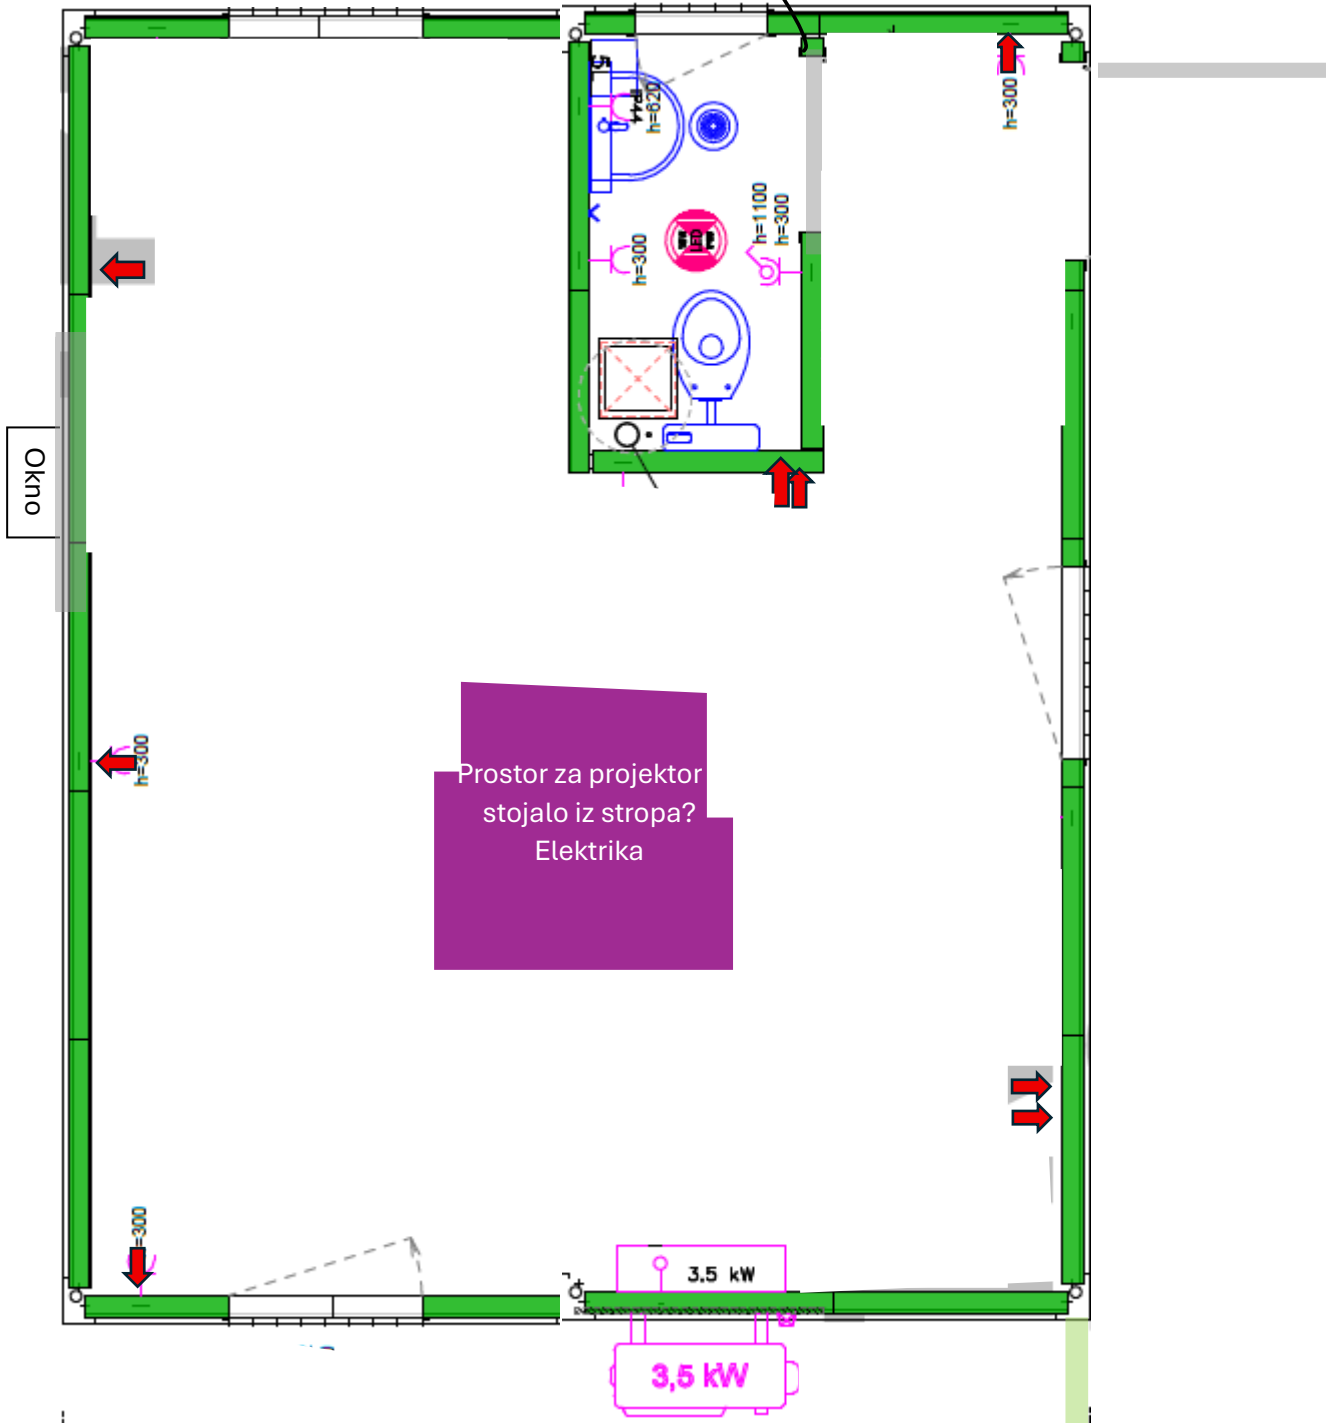 h=620
h=300
h=1100
h=300
h=300
LED
Okno
h=300
Prostor za projektor
stojalo iz stropa?
Elektrika
=300
3.5 kW
3,5 kW